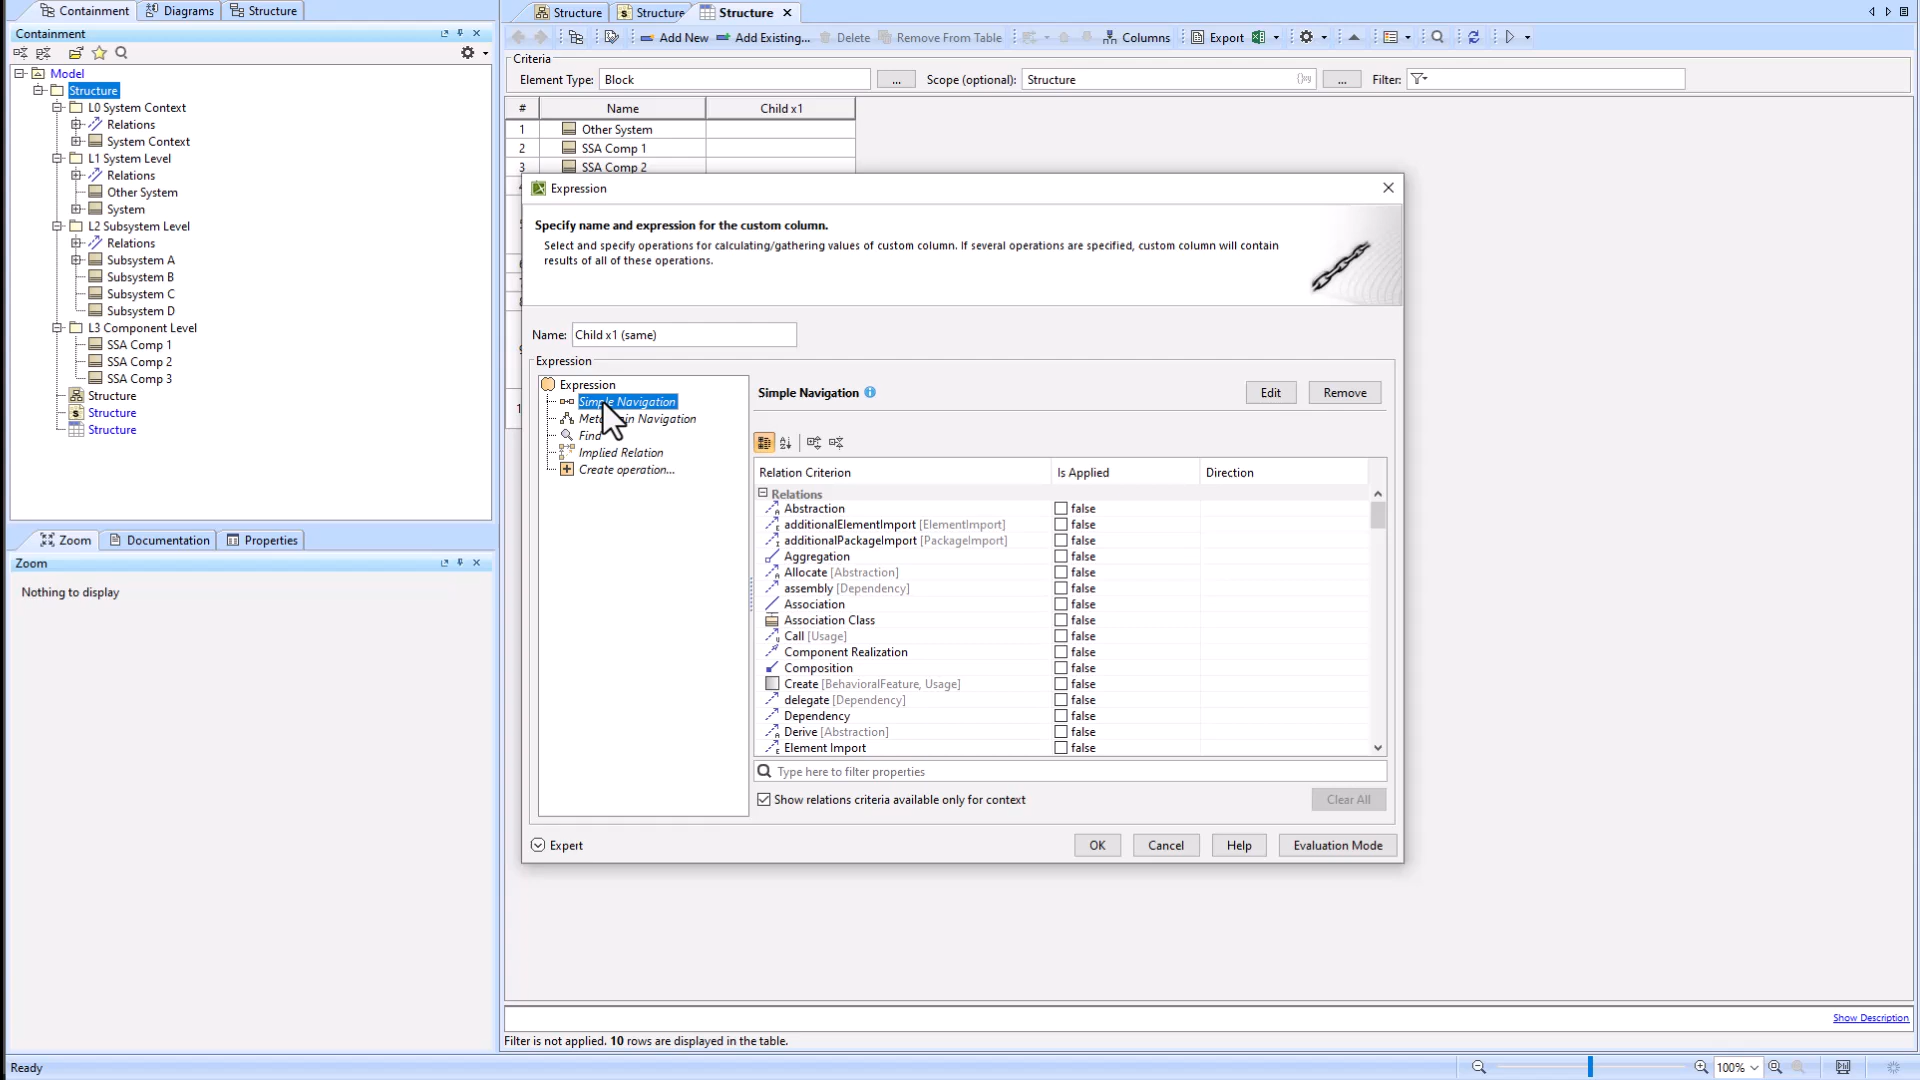 Containment
Diagrams
Structure
Containment
Model
Structure
L0 System Context
Relations
System Context
L1 System Level
Relations
Other System
System
L2 Subsystem Level
Relations
Subsystem A
Subsystem B
Subsystem C
Subsystem D
L3 Component Level
SSA Comp 1
SSA Comp 2
SSA Comp 3
Structure
Structure
Structure
Zoom
Documentation
Properties
Zoom
Nothing to display
Structure
Structure
Structure
Add New
Add Existing...
Delete
Remove From Table
Columns
Export
Criteria
Element Type:
Block
...
Scope (optional):
Structure
...
Filter:
# Name Child x1
1 Other System
2 SSA Comp 1
3 SSA Comp 2
Expression
Specify name and expression for the custom column.
Select and specify operations for calculating/gathering values of custom column. If several operations are specified, custom column will contain
results of all of these operations.
Name: Child x1 (same)
Expression
Expression
Simple Navigation
Find
Implied Relation
Create operation...
Simple Navigation
Edit
Remove
Relation Criterion Is Applied Direction
Relations
Abstraction false
additionalElementImport [ElementImport] false
additionalPackageImport [PackageImport] false
Aggregation false
Allocate [Abstraction] false
assembly [Dependency] false
Association false
Association Class false
Call [Usage] false
Component Realization false
Composition false
Create [BehavioralFeature, Usage] false
delegate [Dependency] false
Dependency false
Derive [Abstraction] false
Element Import false
Type here to filter properties
Show relations criteria available only for context
Clear All
Expert
OK
Cancel
Help
Evaluation Mode
Show Description
Filter is not applied. 10 rows are displayed in the table.
Ready
100%